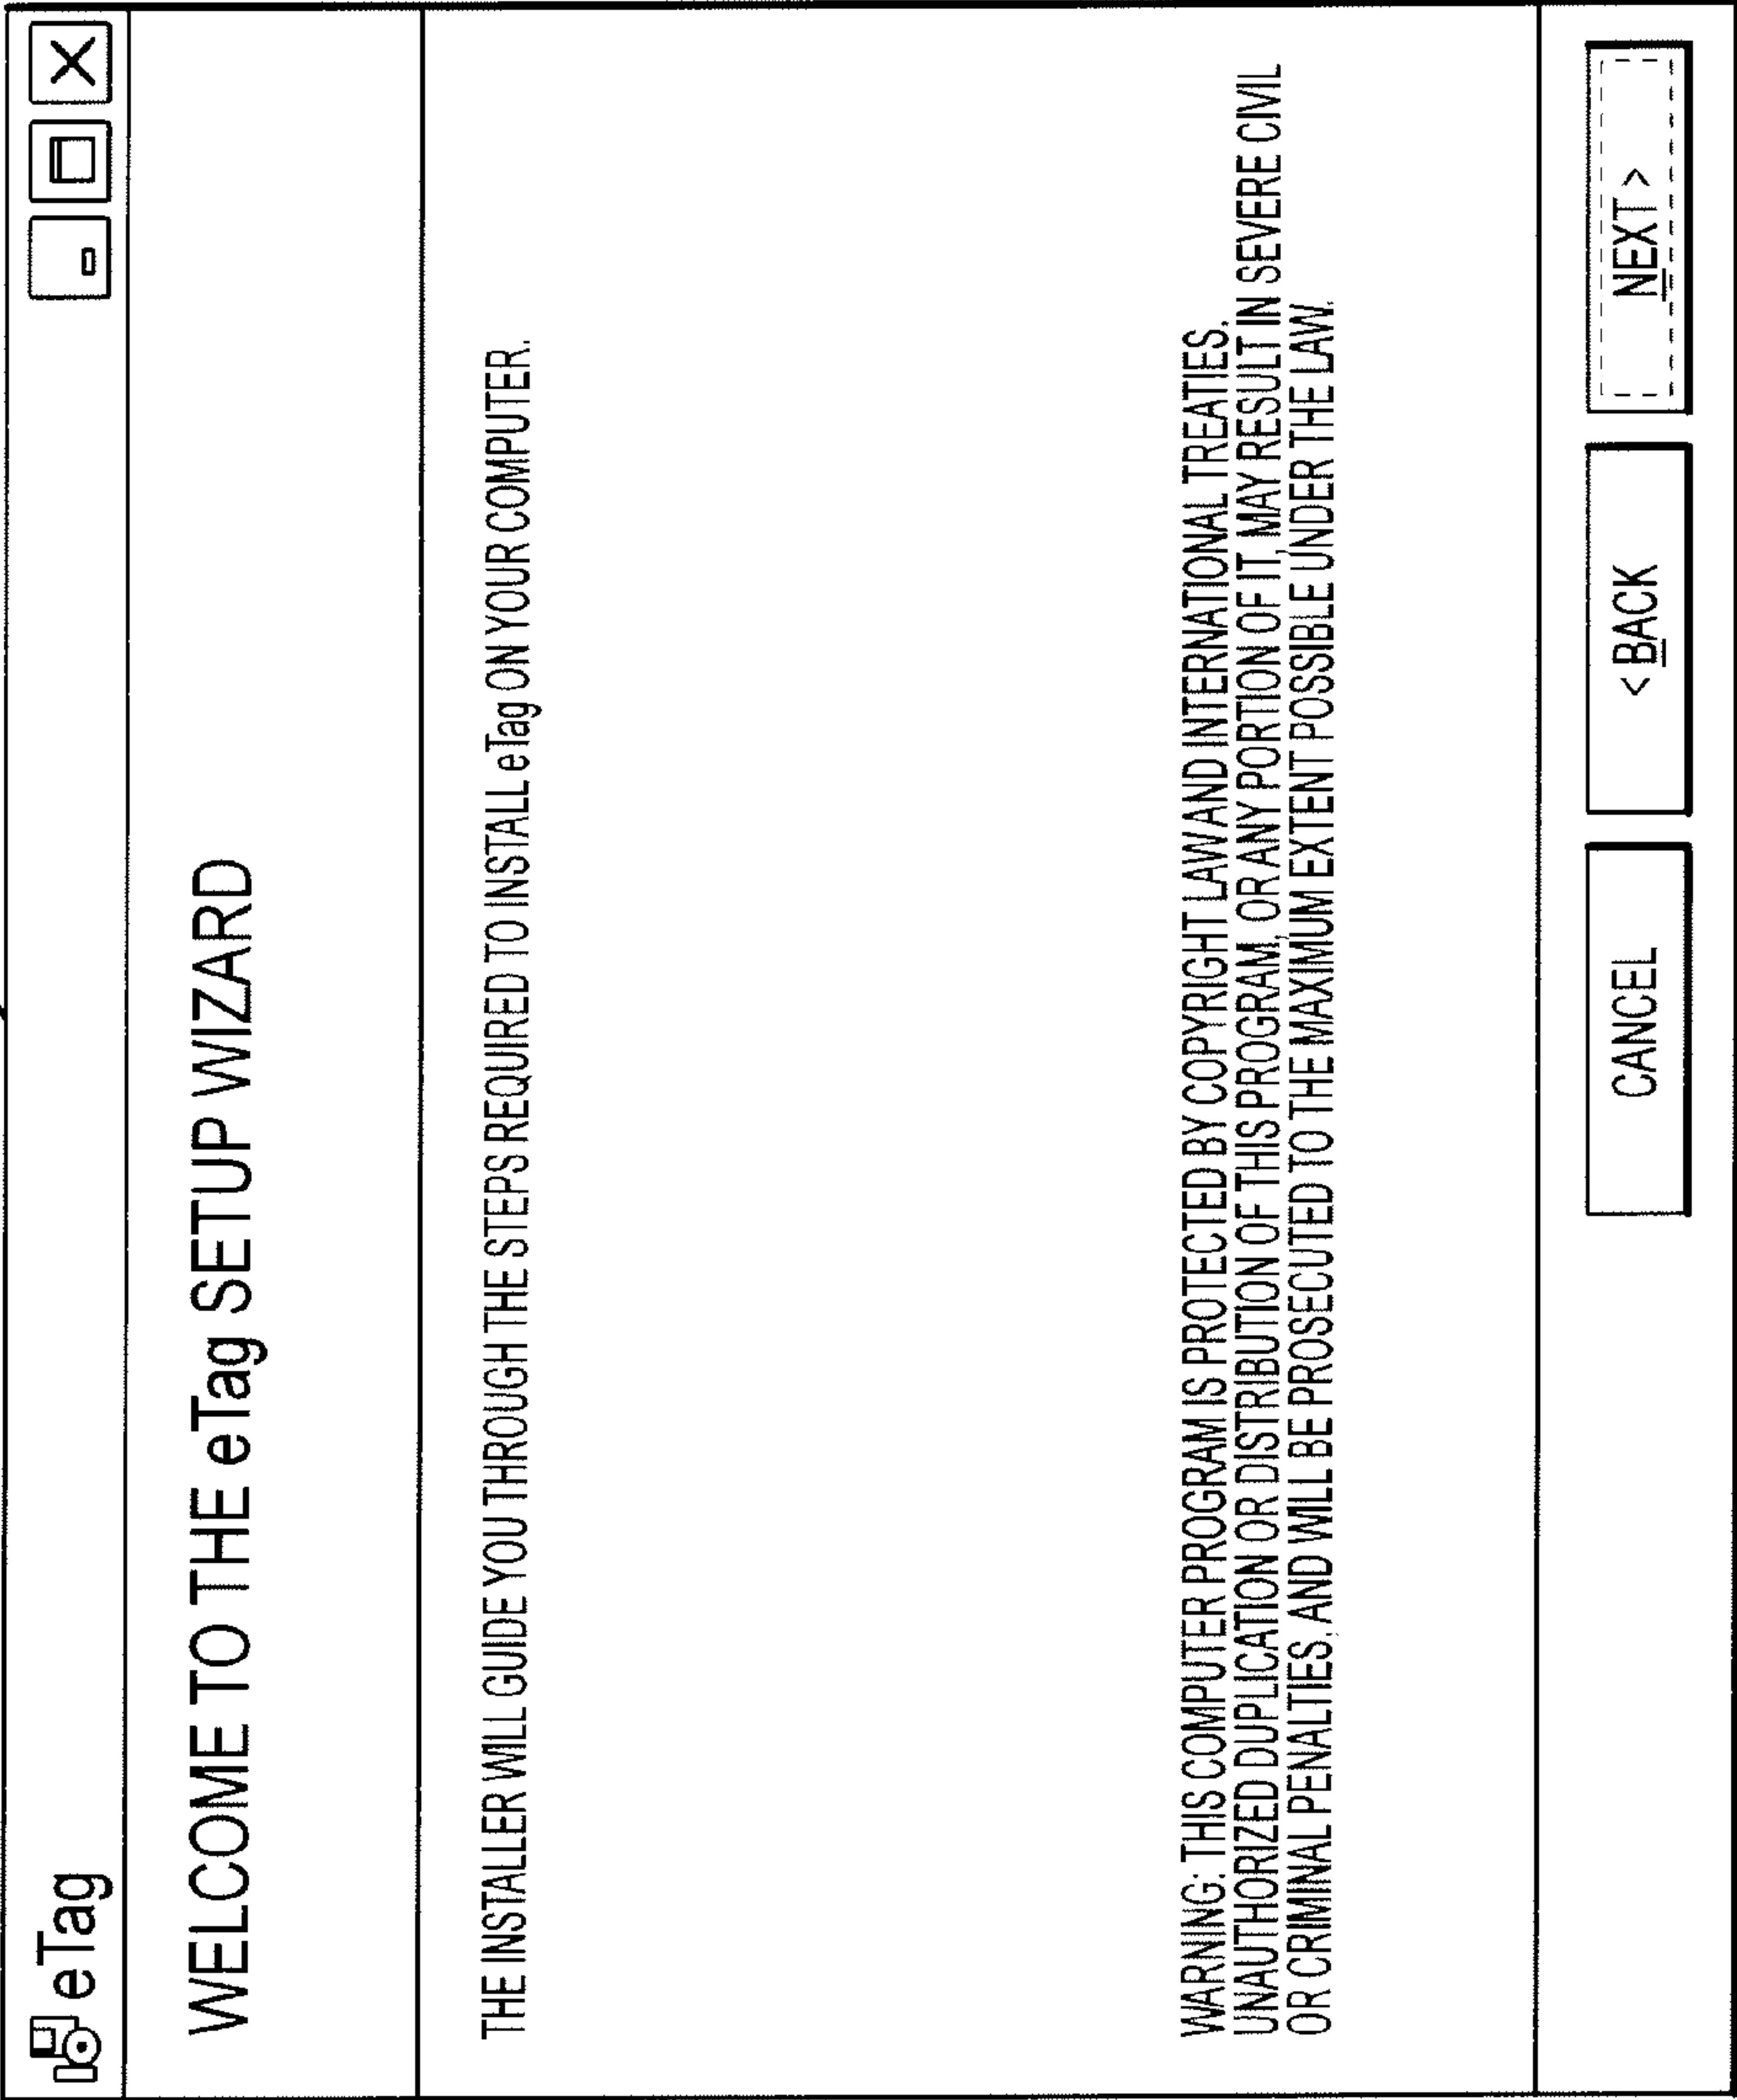 eTag
WELCOME TO THE eTag SETUP WIZARD
THE INSTALLER WILL GUIDE YOU THROUGH THE STEPS REQUIRED TO INSTALL eTag ON YOUR COMPUTER.
WARNING: THIS COMPUTER PROGRAM IS PROTECTED BY COPYRIGHT LAW AND INTERNATIONAL TREATIES.
UNAUTHORIZED DUPLICATION OR DISTRIBUTION OF THIS PROGRAM, OR ANY PORTION OF IT, MAY RESULT IN SEVERE CIVIL
OR CRIMINAL PENALTIES, AND WILL BE PROSECUTED TO THE MAXIMUM EXTENT POSSIBLE UNDER THE LAW.
CANCEL
< BACK
NEXT >